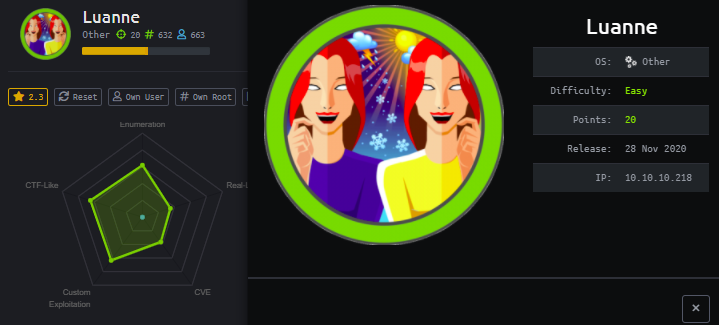 Luanne
Other 20 # 632 663
2.3 Reset Own User # Own Root
Enumeration
CTF-Like
Real-L
Custom
Exploitation
CVE
Luanne
OS: Other
Difficulty: Easy
Points: 20
Release: 28 Nov 2020
IP: 10.10.10.218
×